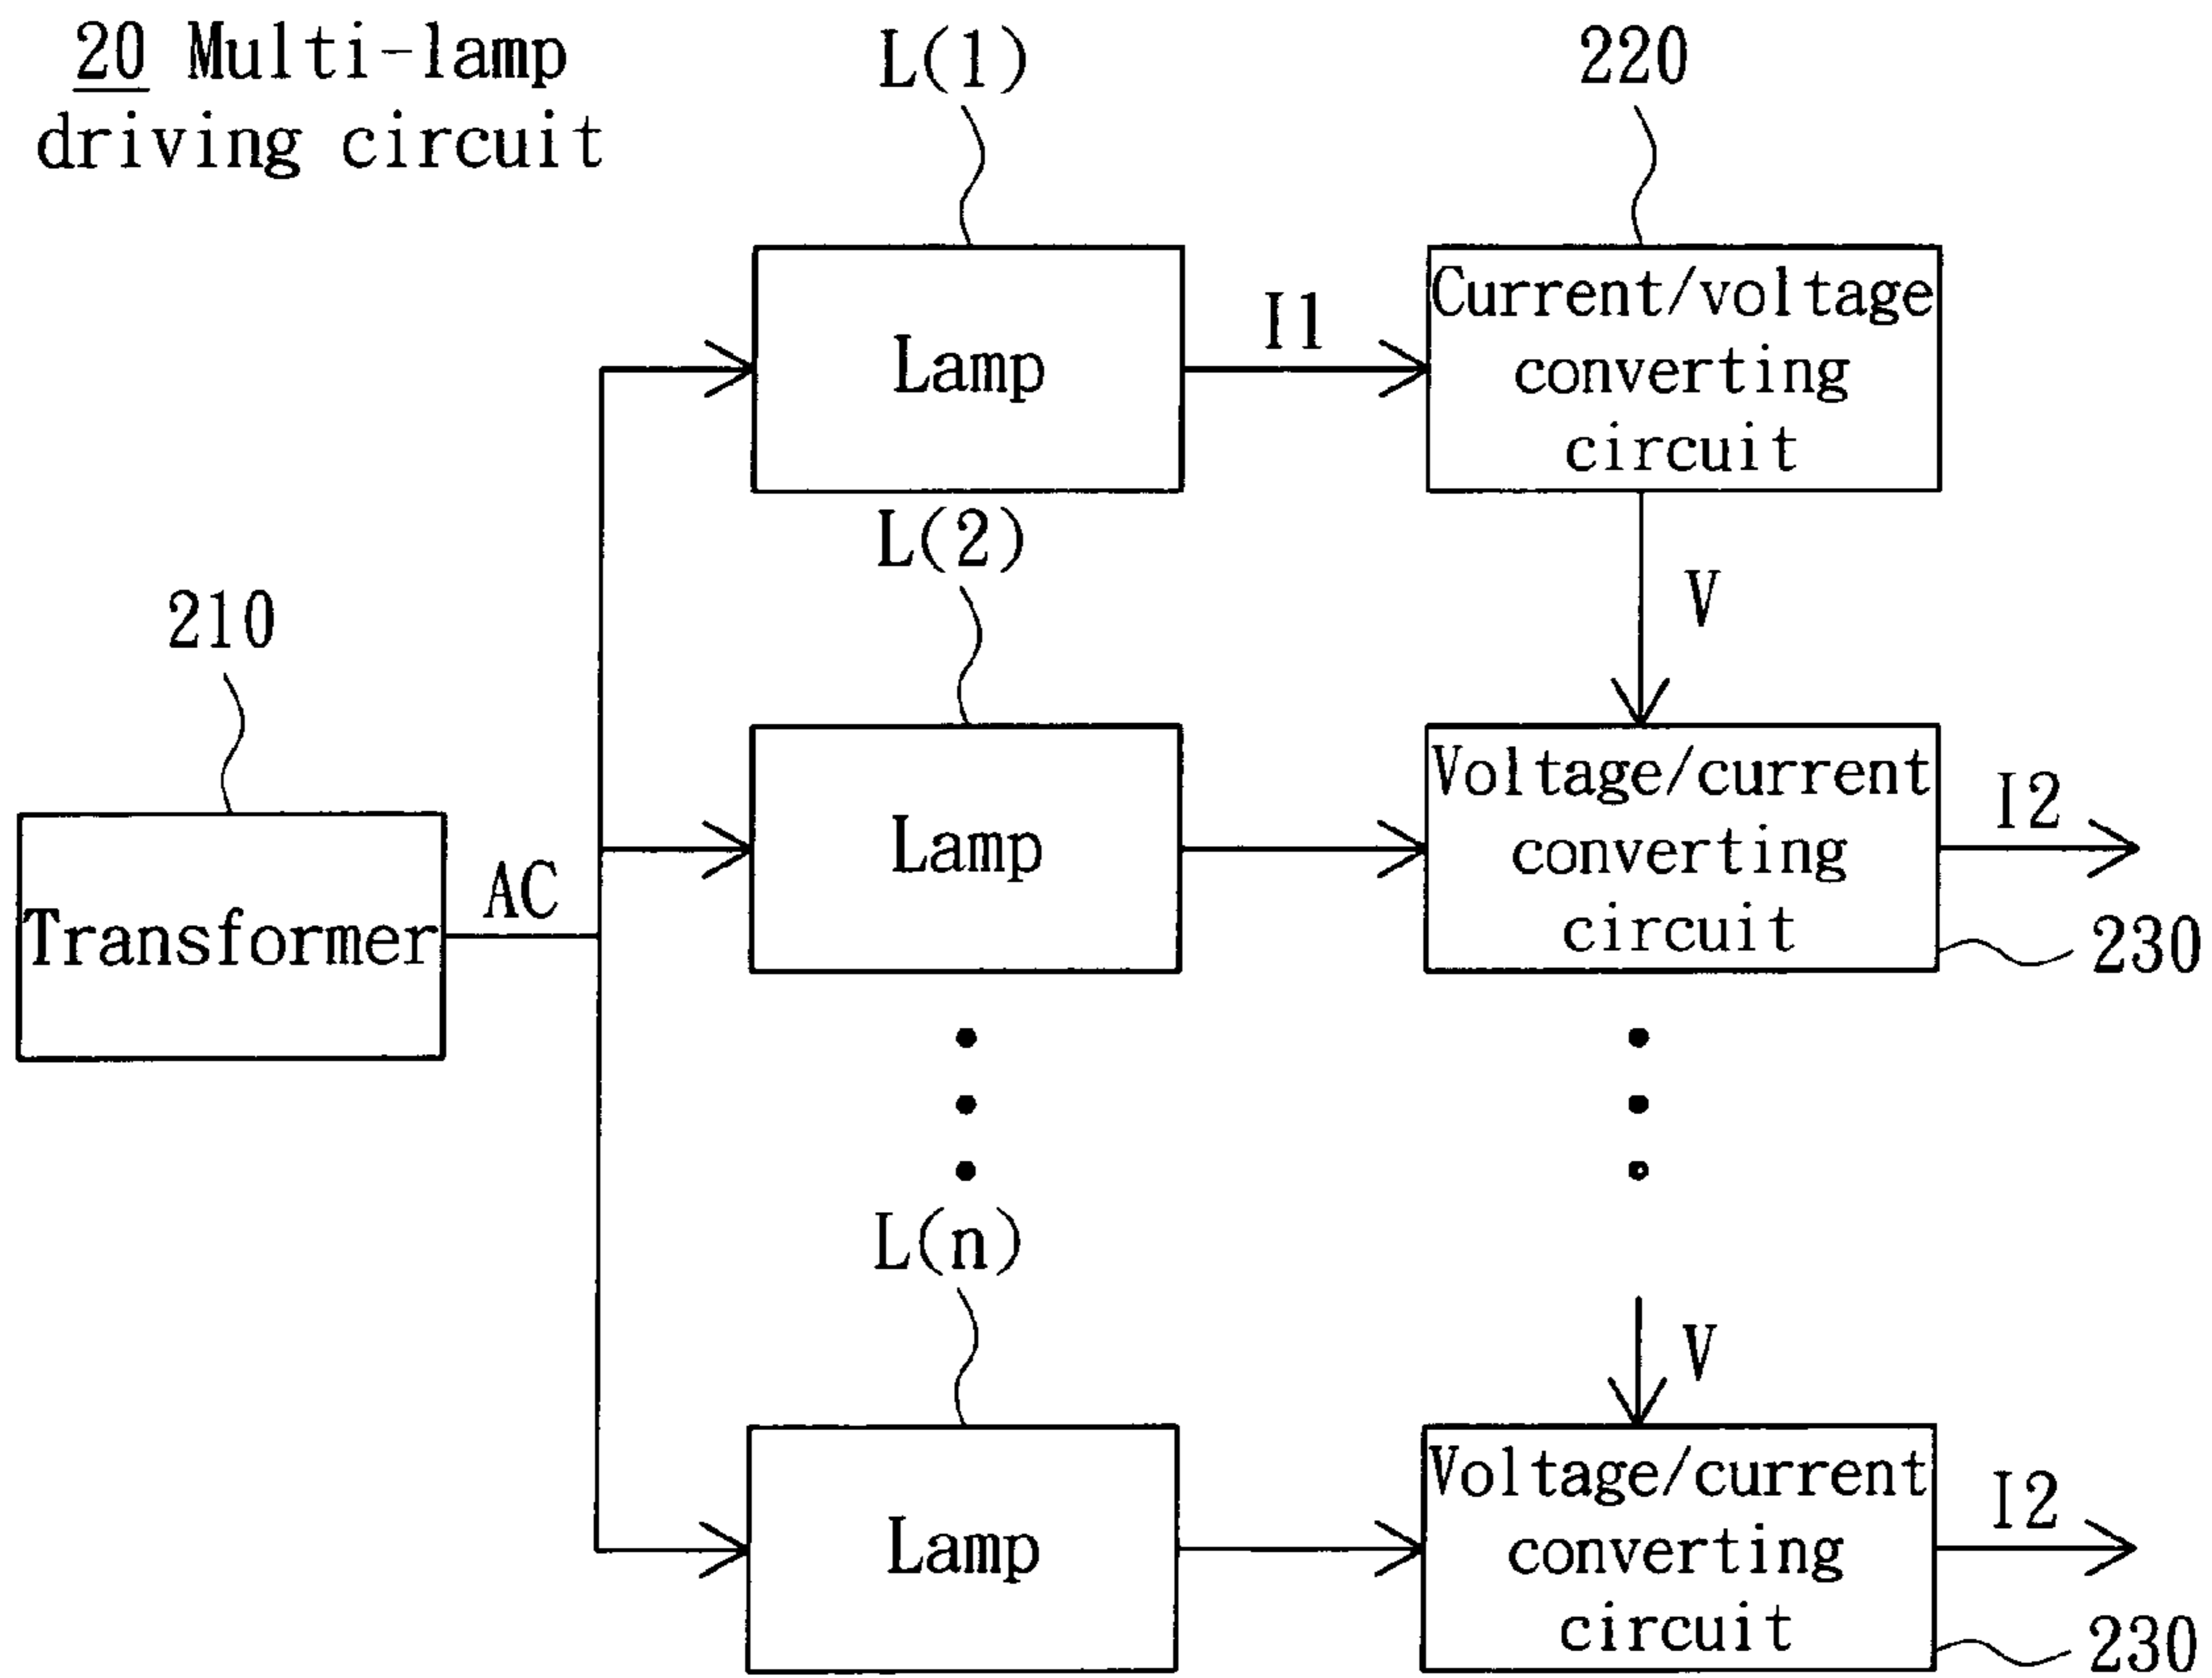 20 Multi-lamp
driving circuit
L(1)
220
Lamp
I1
Current/voltage
converting
circuit
L(2)
V
210
Transformer
AC
Lamp
Voltage/current
converting
circuit
I2
230
L(n)
V
Lamp
Voltage/current
converting
circuit
I2
230